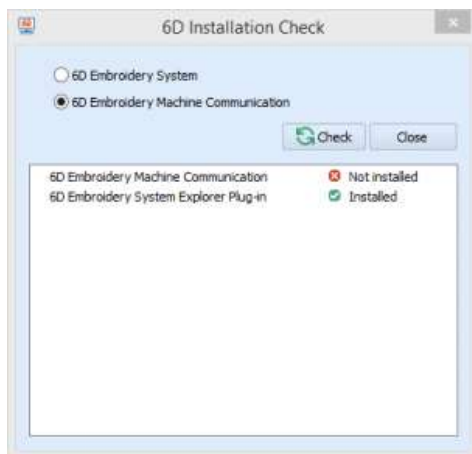 6D Installation Check
6D Embroidery System
6D Embroidery Machine Communication
Check Close
6D Embroidery Machine Communication Not installed
6D Embroidery System Explorer Plug-in Installed